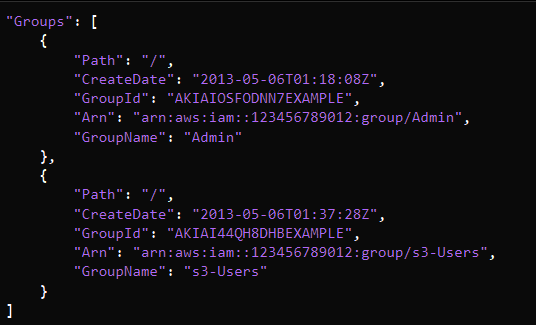 "Groups": [
    {
        "Path": "/",
        "CreateDate": "2013-05-06T01:18:08Z",
        "GroupId": "AKIAIOSFODNN7EXAMPLE",
        "Arn": "arn:aws:iam::123456789012:group/Admin",
        "GroupName": "Admin"
    },
    {
        "Path": "/",
        "CreateDate": "2013-05-06T01:37:28Z",
        "GroupId": "AKIAI44QH8DHBEXAMPLE",
        "Arn": "arn:aws:iam::123456789012:group/s3-Users",
        "GroupName": "s3-Users"
    }
]